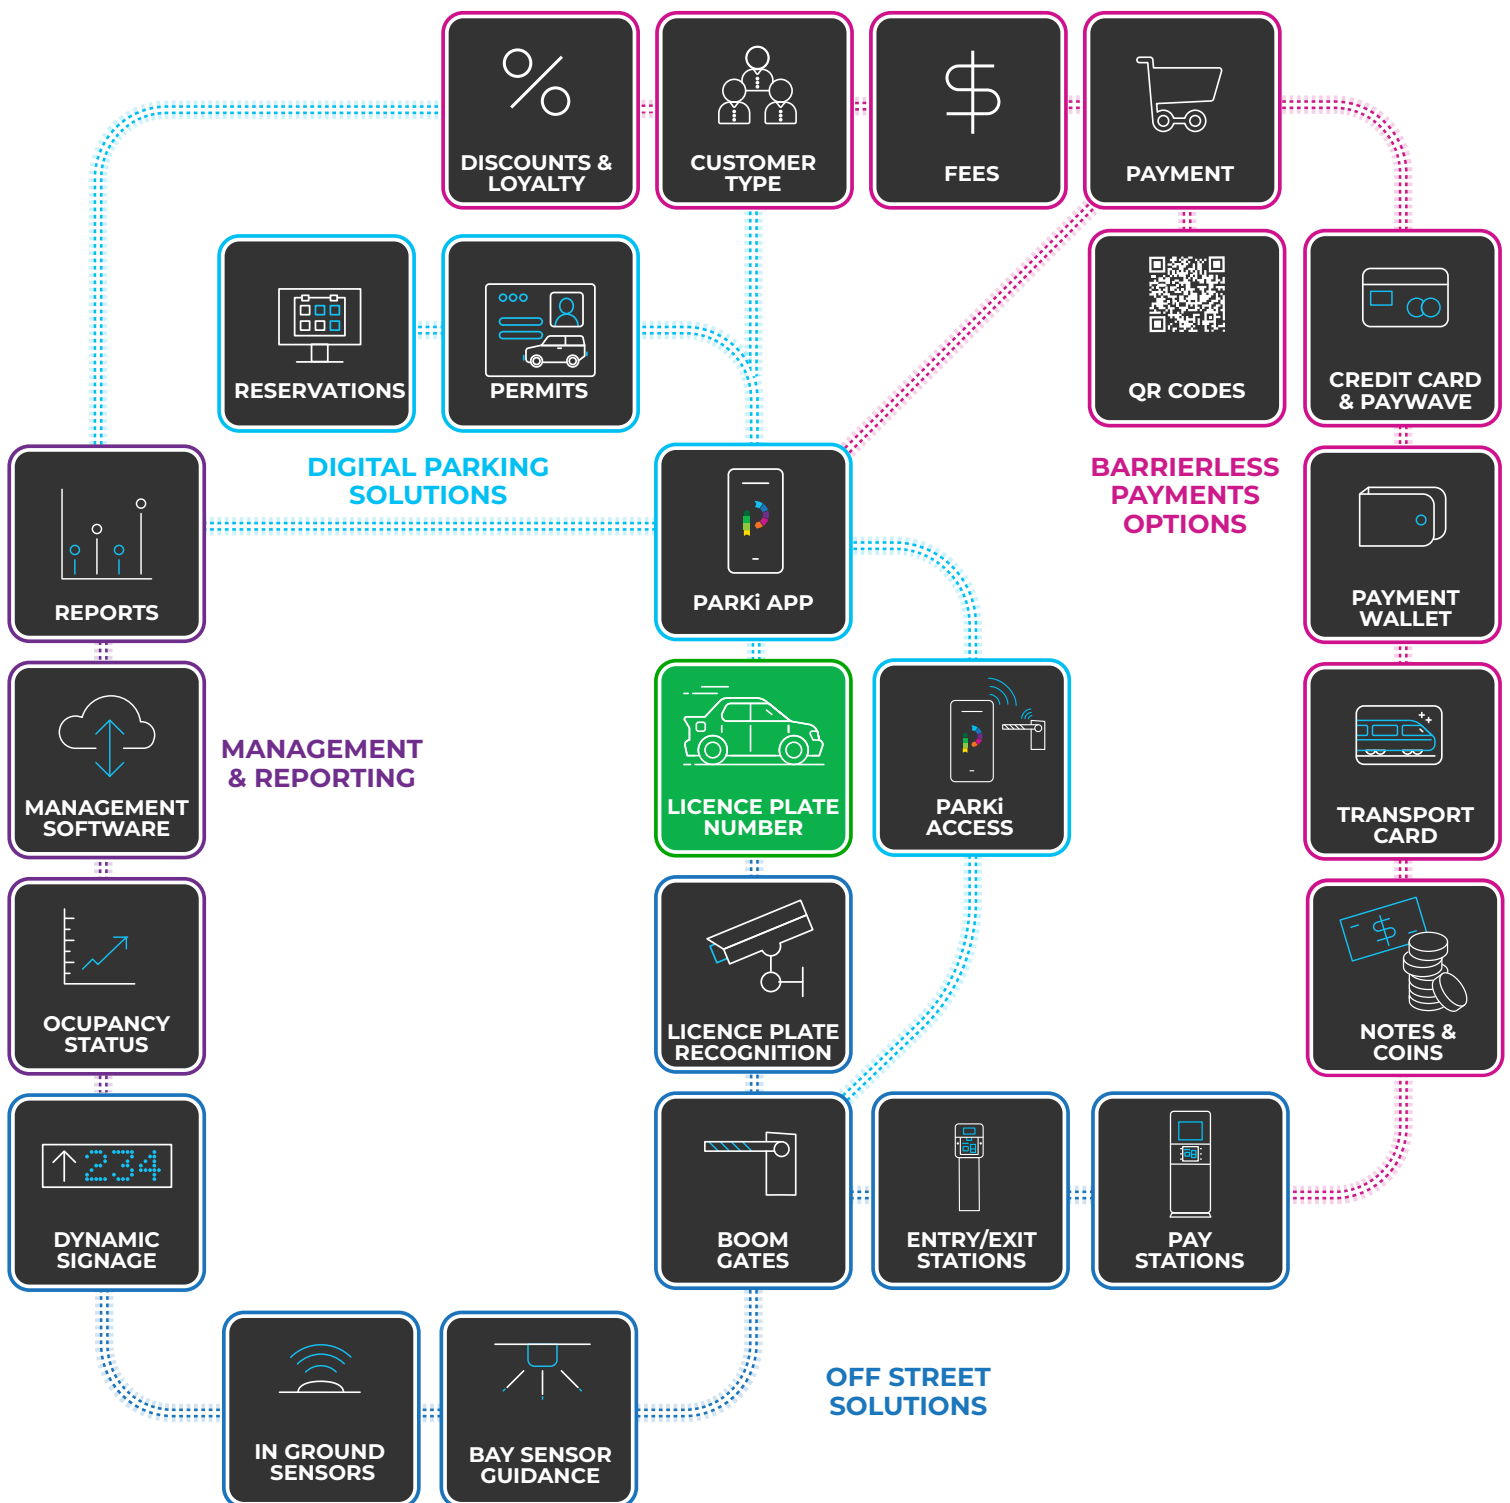 DISCOUNTS &
LOYALTY
CUSTOMER
TYPE
FEES
PAYMENT
RESERVATIONS
PERMITS
QR CODES
CREDIT CARD
& PAYWAVE
DIGITAL PARKING
SOLUTIONS
BARRIERLESS
PAYMENTS
OPTIONS
REPORTS
PARKi APP
PAYMENT
WALLET
MANAGEMENT
SOFTWARE
MANAGEMENT
& REPORTING
LICENCE PLATE
NUMBER
PARKi
ACCESS
TRANSPORT
CARD
OCUPANCY
STATUS
LICENCE PLATE
RECOGNITION
NOTES &
COINS
234
DYNAMIC
SIGNAGE
BOOM
GATES
ENTRY/EXIT
STATIONS
PAY
STATIONS
OFF STREET
SOLUTIONS
IN GROUND
SENSORS
BAY SENSOR
GUIDANCE